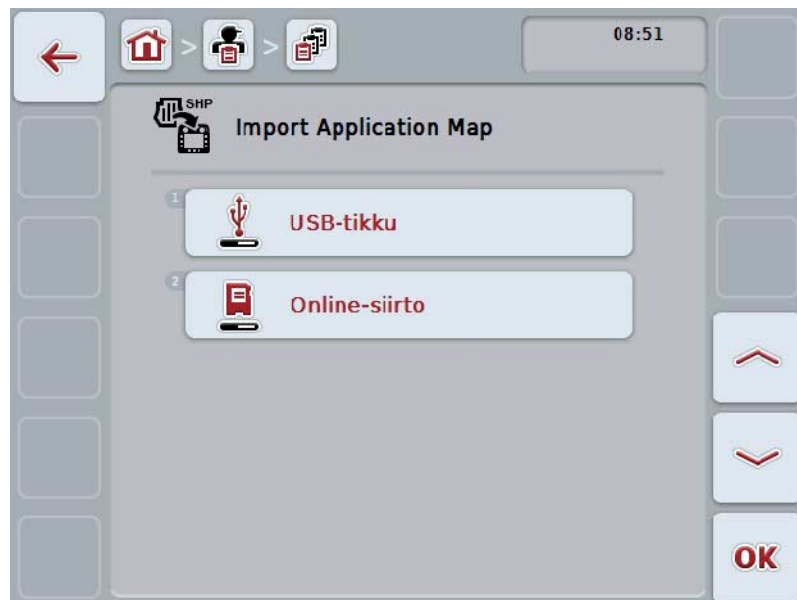 08:51
SHP
Import Application Map
1
USB-tikku
2
Online-siirto
OK